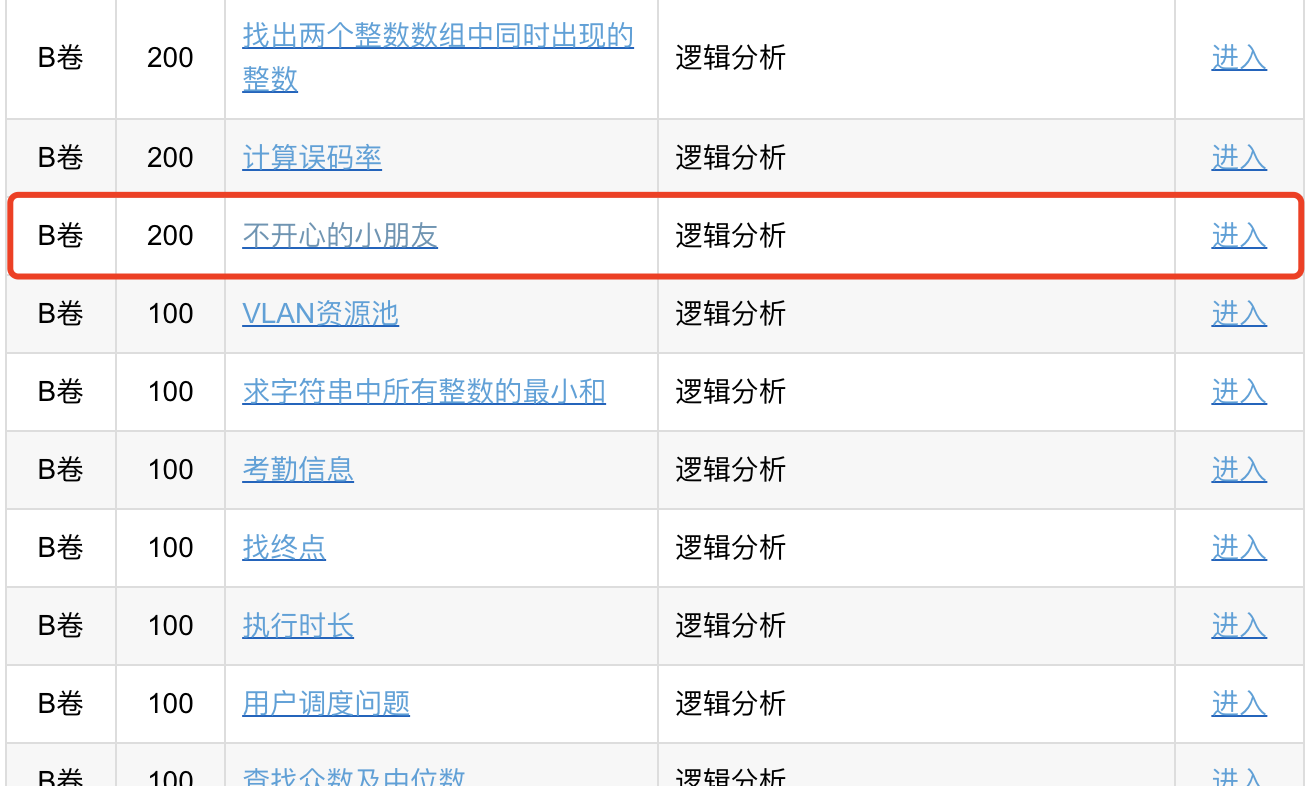 B卷 200 找出两个整数数组中同时出现的 逻辑分析 进入
整数
B卷 200 计算误码率 逻辑分析 进入
B卷 200 不开心的小朋友 逻辑分析 进入
B卷 100 VLAN资源池 逻辑分析 进入
B卷 100 求字符串中所有整数的最小和 逻辑分析 进入
B卷 100 考勤信息 逻辑分析 进入
B卷 100 找终点 逻辑分析 进入
B卷 100 执行时长 逻辑分析 进入
B卷 100 用户调度问题 逻辑分析 进入
B卷 100 查找众数及中位数 逻辑分析 进入